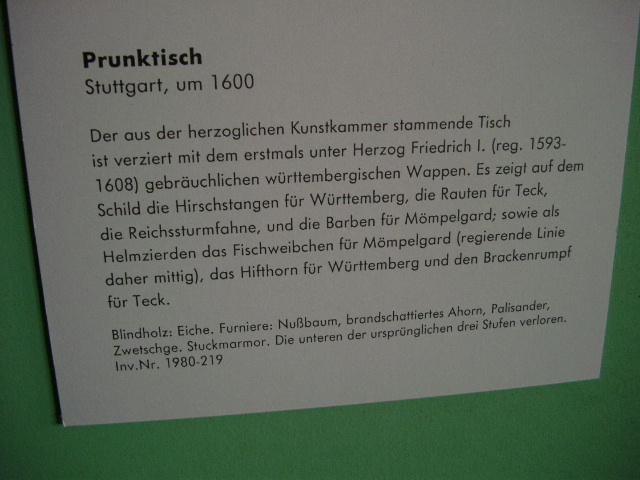 Prunktisch
Stuttgart, um 1600
Der aus der herzoglichen Kunstkammer stammende Tisch
ist verziert mit dem erstmals unter Herzog Friedrich I. (reg. 1593-
1608) gebräuchlichen württembergischen Wappen. Es zeigt auf dem
Schild die Hirschstangen für Württemberg, die Rauten für Teck,
die Reichssturmfahne, und die Barben für Mömpelgard; sowie als
Helmzierden das Fischweibchen für Mömpelgard (regierende Linie
daher mittig), das Hifthorn für Württemberg und den Brackenrumpf
für Teck.
Blindholz: Eiche. Furniere: Nußbaum, brandschattiertes Ahorn, Palisander,
Zwetschge. Stuckmarmor. Die unteren der ursprünglichen drei Stufen verloren.
Inv.Nr. 1980-219